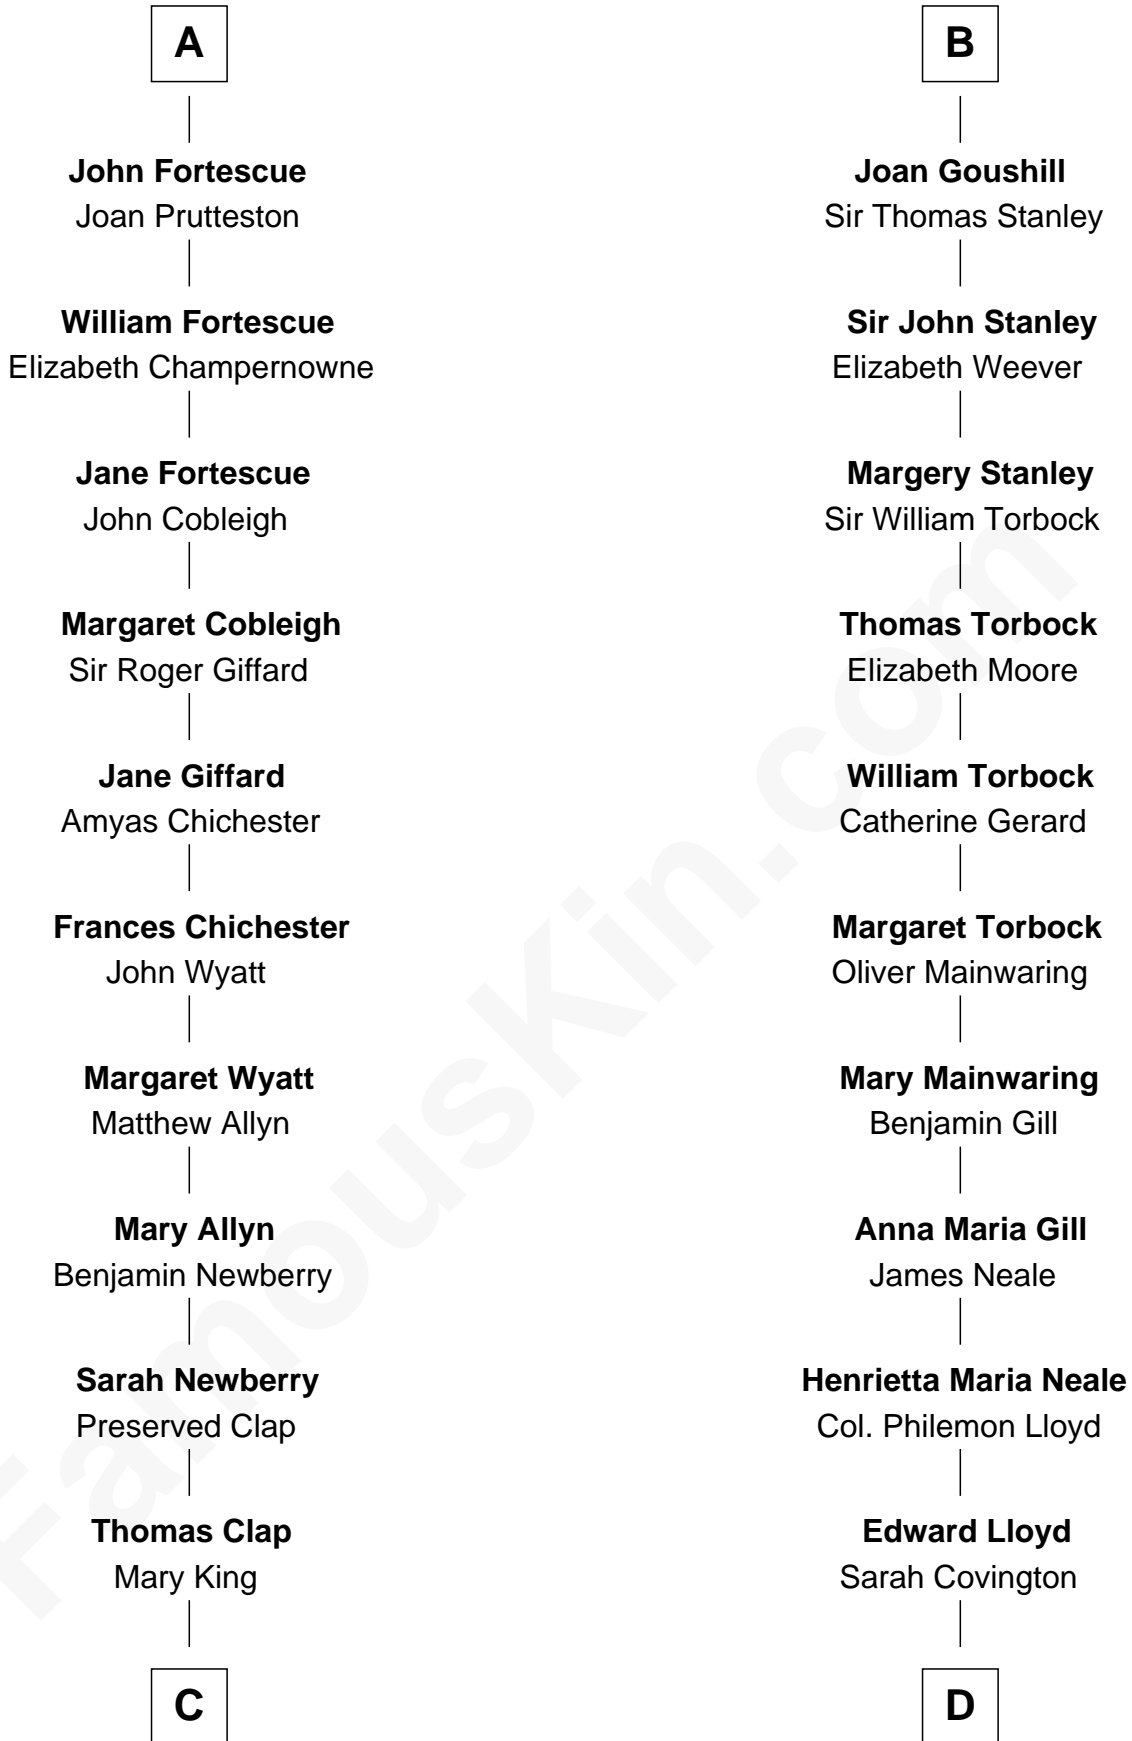 A
John Fortescue
Joan Prutteston
William Fortescue
Elizabeth Champernowne
Jane Fortescue
John Cobleigh
Margaret Cobleigh
Sir Roger Giffard
Jane Giffard
Amyas Chichester
Frances Chichester
John Wyatt
Margaret Wyatt
Matthew Allyn
Mary Allyn
Benjamin Newberry
Sarah Newberry
Preserved Clap
Thomas Clap
Mary King
C
B
Joan Goushill
Sir Thomas Stanley
Sir John Stanley
Elizabeth Weever
Margery Stanley
Sir William Torbock
Thomas Torbock
Elizabeth Moore
William Torbock
Catherine Gerard
Margaret Torbock
Oliver Mainwaring
Mary Mainwaring
Benjamin Gill
Anna Maria Gill
James Neale
Henrietta Maria Neale
Col. Philemon Lloyd
Edward Lloyd
Sarah Covington
D
FamousKin.com